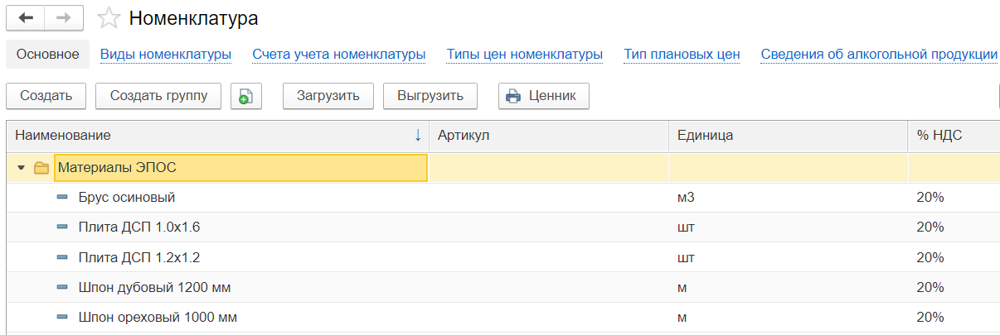 Номенклатура
Основное Виды номенклатуры Счета учета номенклатуры Типы цен номенклатуры Тип плановых цен Сведения об алкогольной продукции
Создать Создать группу Загрузить Выгрузить Ценник
Наименование ↓ Артикул Единица % НДС
Материалы ЭПОС
Брус осиновый м3 20%
Плита ДСП 1.0х1.6 шт 20%
Плита ДСП 1.2х1.2 шт 20%
Шпон дубовый 1200 мм м 20%
Шпон ореховый 1000 мм м 20%